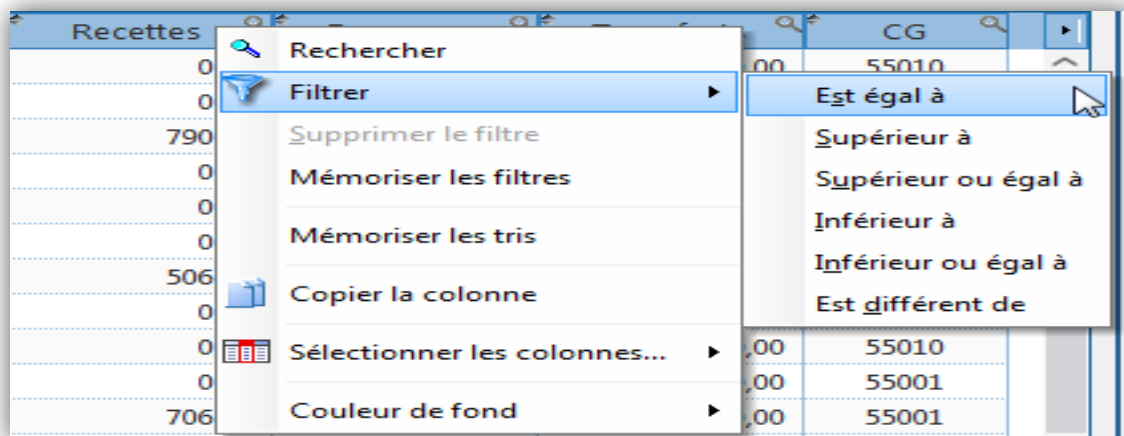 Recettes CG
0 Rechercher ,00 55010
0 Filtrer Est égal à
790 Supprimer le filtre Supérieur à
0 Mémoriser les filtres Supérieur ou égal à
0 Inférieur à
0 Mémoriser les tris Inférieur ou égal à
506
0 Copier la colonne Est différent de
0 Sélectionner les colonnes... ,00 55010
0 ,00 55001
706 Couleur de fond ,00 55001